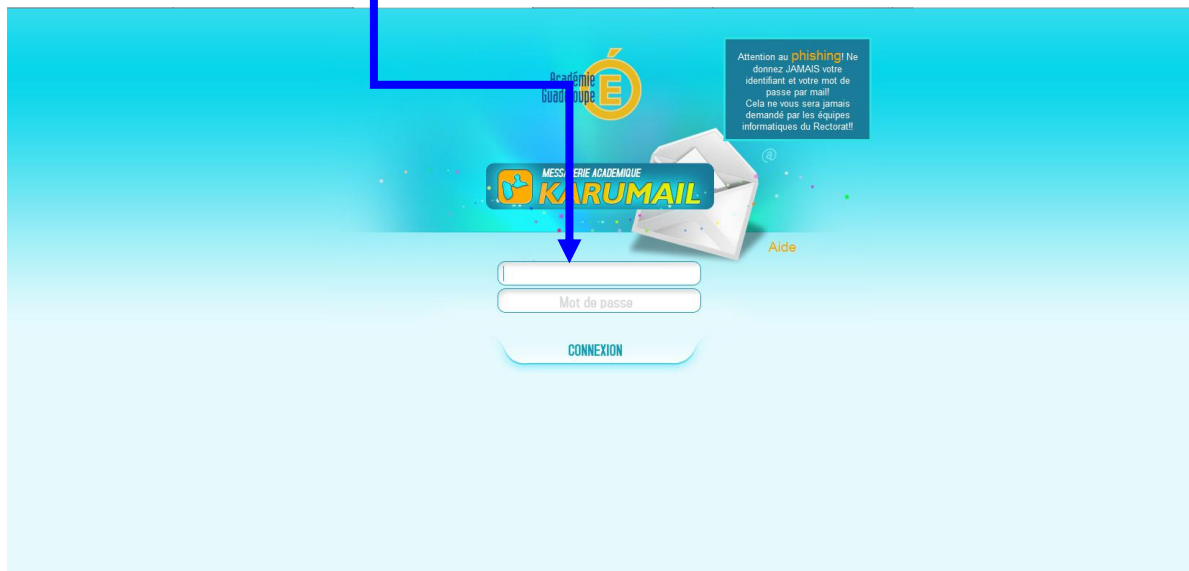 Académie
Guadeloupe
É
Attention au phishing! Ne
donnez JAMAIS votre
identifiant et votre mot de
passe par mail!
Cela ne vous sera jamais
demandé par les équipes
informatiques du Rectorat!!
@
MESSAGERIE ACADEMIQUE
KARUMAIL
Aide
Mot de passe
CONNEXION